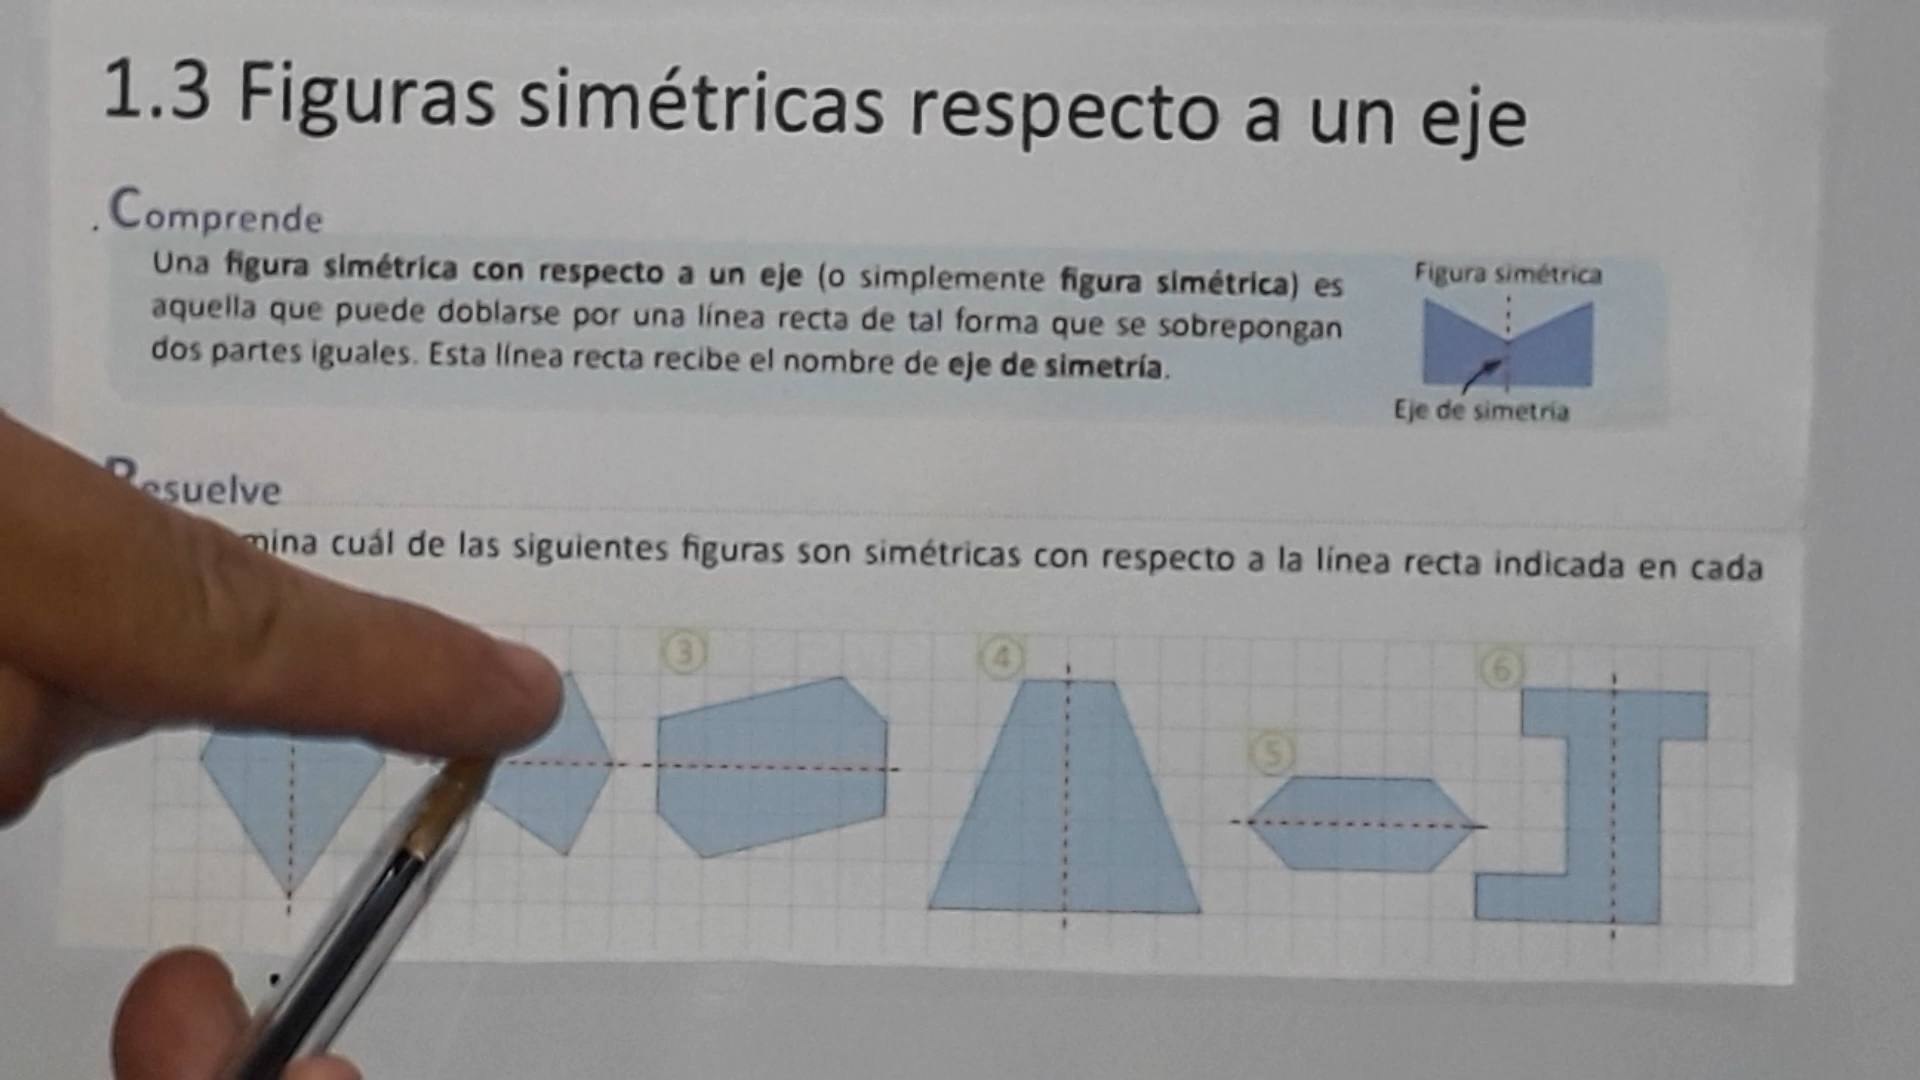 1.3 Figuras simétricas respecto a un eje
Comprende
Una figura simétrica con respecto a un eje (o simplemente figura simétrica) es
aquella que puede doblarse por una línea recta de tal forma que se sobrepongan
dos partes iguales. Esta línea recta recibe el nombre de eje de simetría.
Figura simétrica
Eje de simetría
Resuelve
mina cuál de las siguientes figuras son simétricas con respecto a la línea recta indicada en cada
3
4
5
6